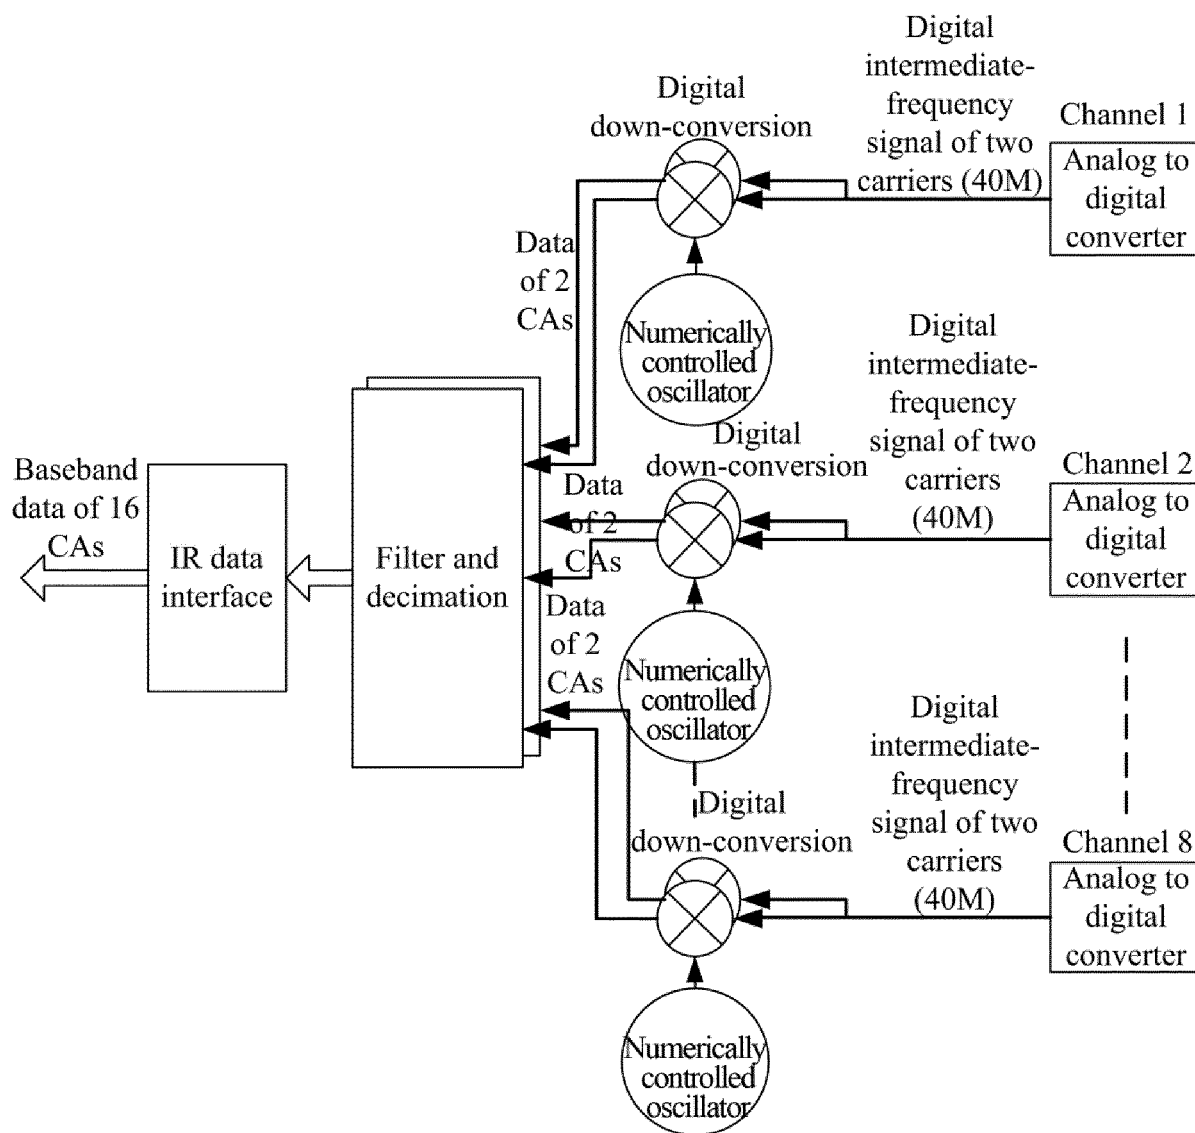 Digital
intermediate-
frequency
signal of two
carriers (40M)
Channel 1
Analog to
digital
converter
Digital
down-conversion
Numerically
controlled
oscillator
Data
of 2
CAs
Digital
intermediate-
frequency
signal of two
carriers
(40M)
Channel 2
Analog to
digital
converter
Digital
down-conversion
Numerically
controlled
oscillator
Data
of 2
CAs
Digital
intermediate-
frequency
signal of two
carriers
(40M)
Channel 8
Analog to
digital
converter
Digital
down-conversion
Numerically
controlled
oscillator
Data
of 2
CAs
Filter and
decimation
IR data
interface
Baseband
data of 16
CAs